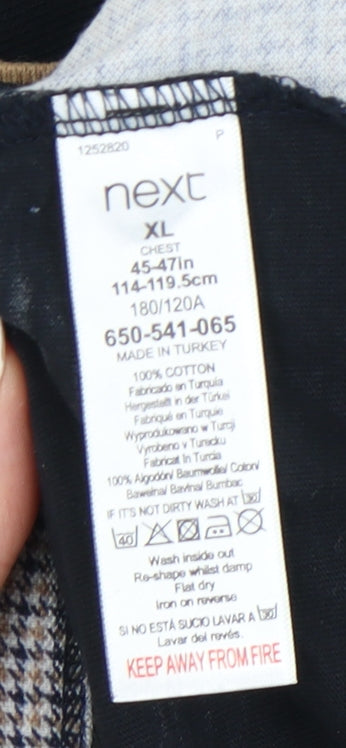 1252820 P
next
XL
CHEST
45-47in
114-119.5cm
180/120A
650-541-065
MADE IN TURKEY
100% COTTON
Fabricado en Turquía
Hergestellt in der Türkei
Fabriqué en Turquie
Wyprodukowano w Turcji
Vyrobeno v Turecku
Fabricat în Turcia
100% Algodón/ Baumwolle/ Coton/
Bawełna/ Bavlna/ Bumbac
IF IT'S NOT DIRTY WASH AT 30
40
Wash inside out
Re-shape whilst damp
Flat dry
Iron on reverse
SI NO ESTÁ SUCIO LAVAR A 30
Lavar del revés.
KEEP AWAY FROM FIRE